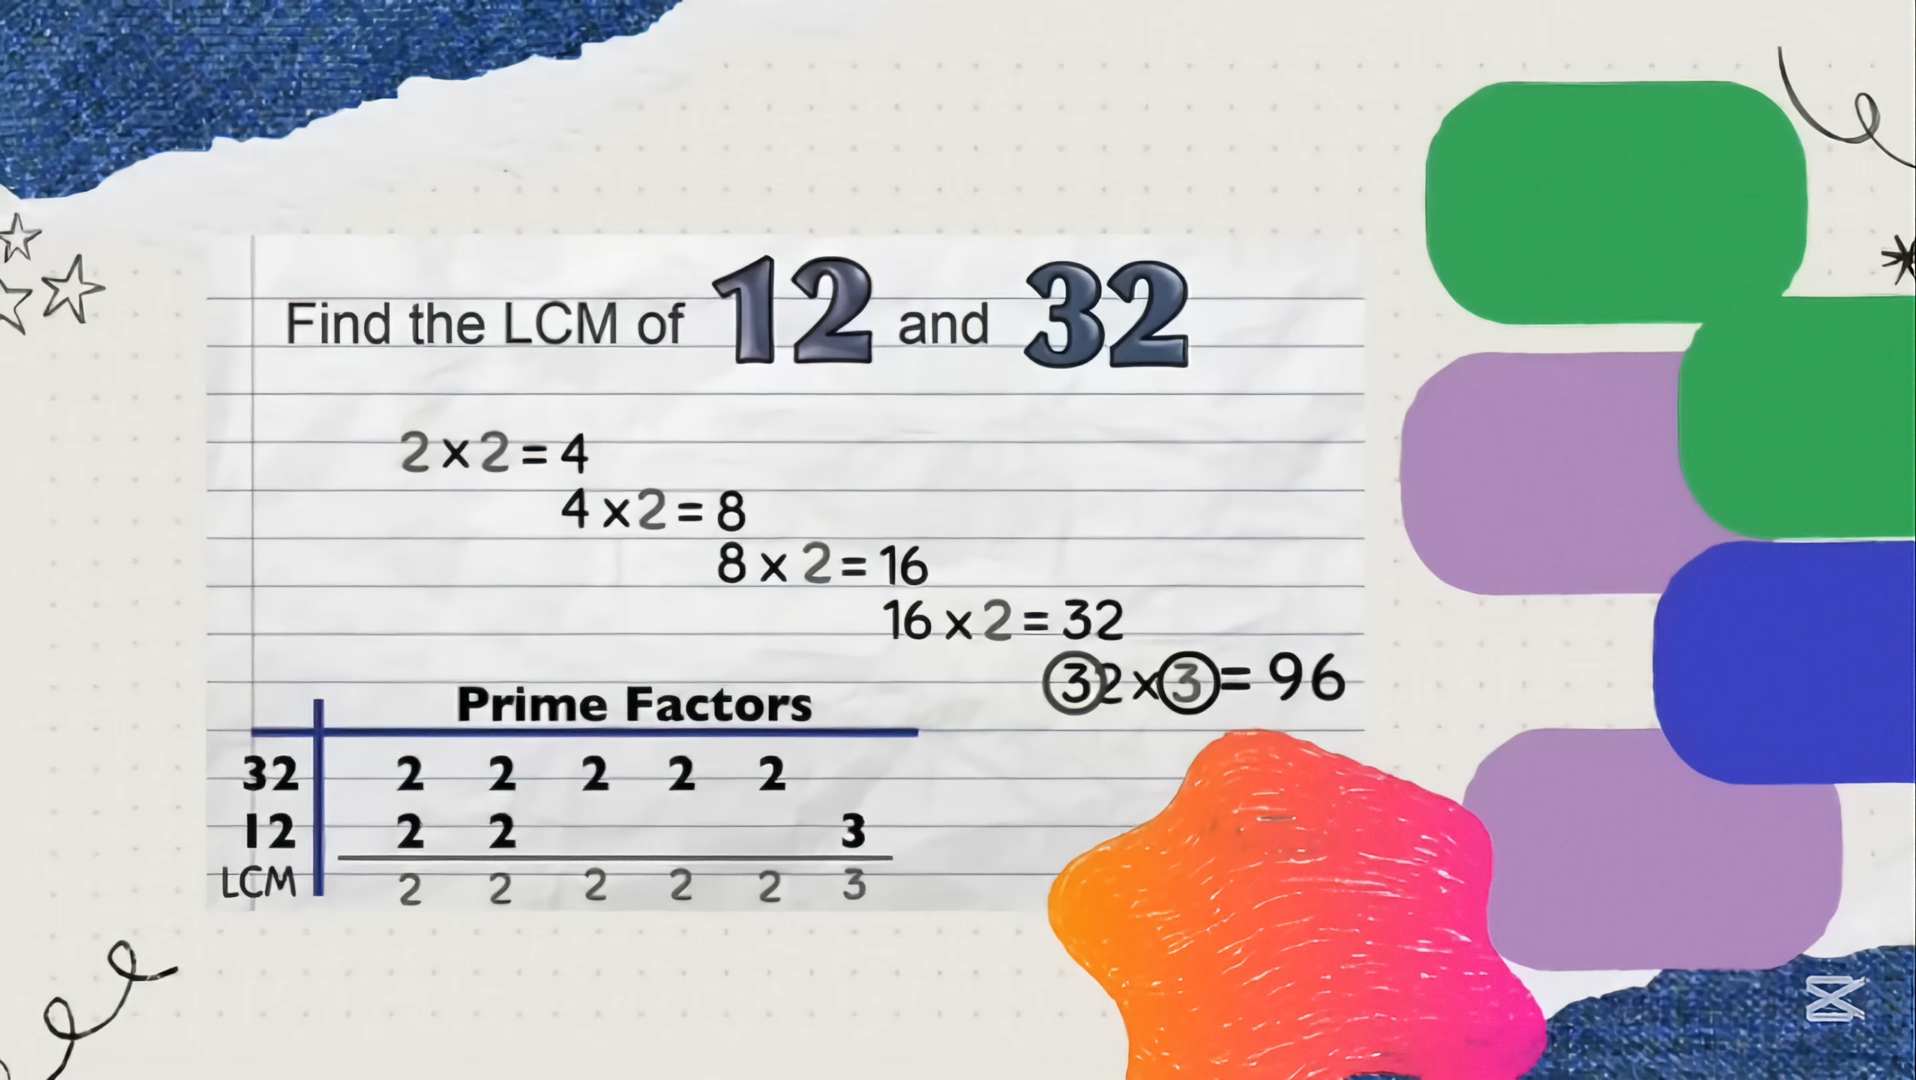 Find the LCM of 12 and 32
2 x 2 = 4
4 x 2 = 8
8 x 2 = 16
16 x 2 = 32
32 x 3 = 96
Prime Factors
32 2 2 2 2 2
12 2 2 3
LCM 2 2 2 2 2 3